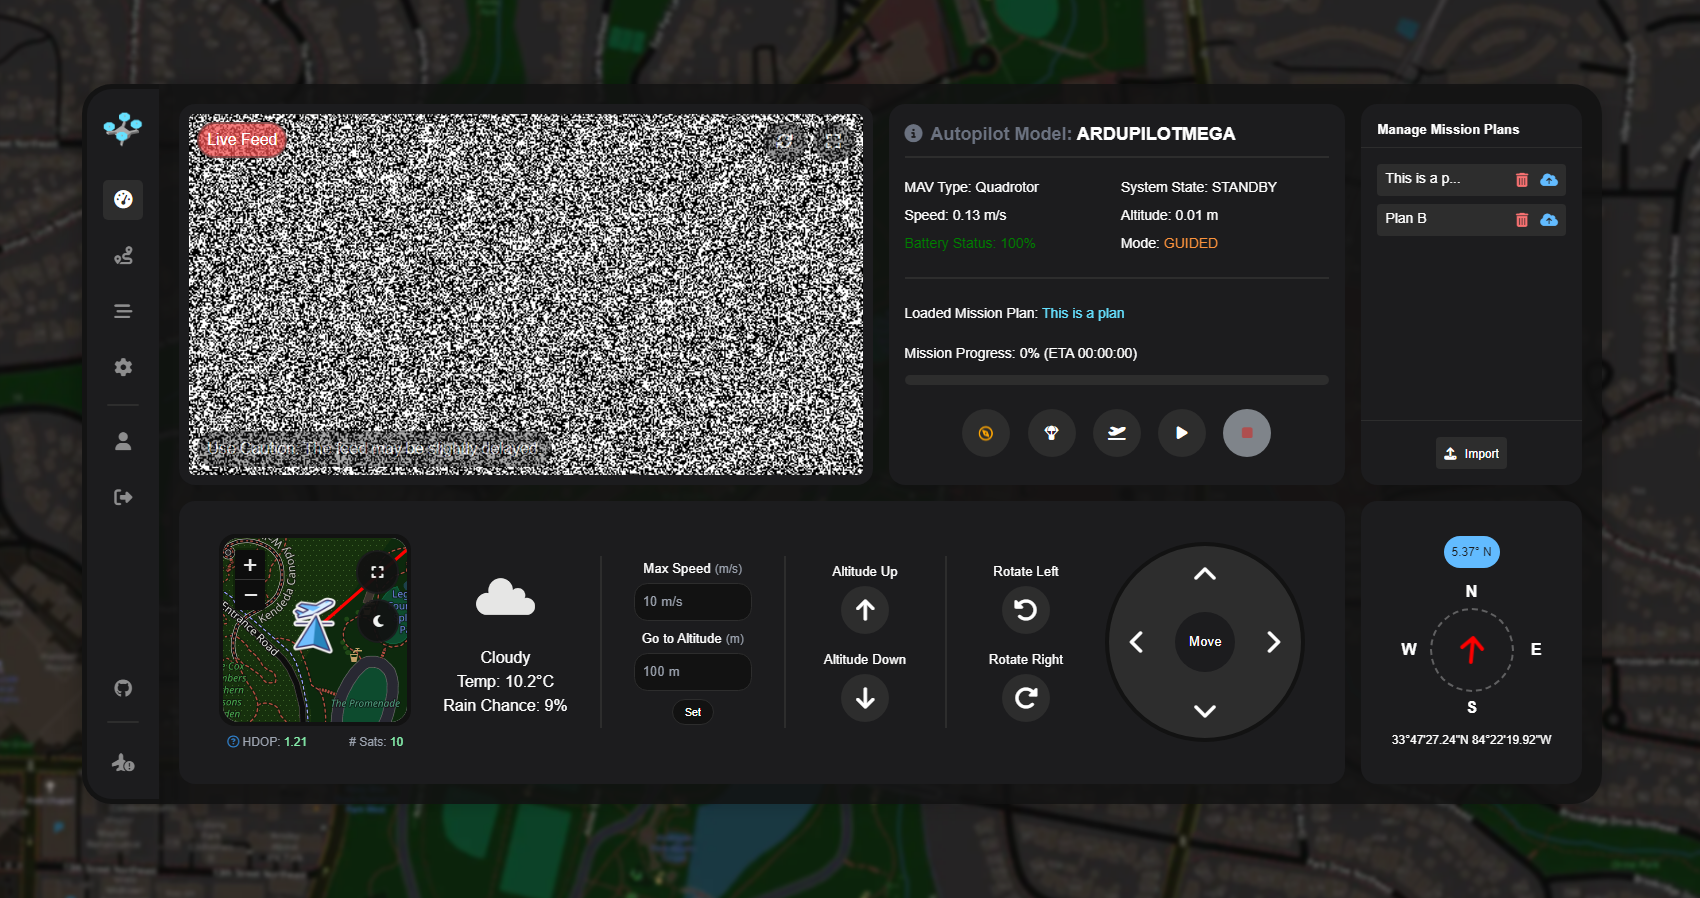 Live Feed
Use Caution: The feed may be slightly delayed
Autopilot Model: ARDUPILOTMEGA
MAV Type: Quadrotor
System State: STANDBY
Speed: 0.13 m/s
Altitude: 0.01 m
Battery Status: 100%
Mode: GUIDED
Loaded Mission Plan: This is a plan
Mission Progress: 0% (ETA 00:00:00)
Manage Mission Plans
This is a p...
Plan B
Import
+
−
Canopy W
Kendeda Cano
Entrance Road
The Promenade
HDOP: 1.21
# Sats: 10
Cloudy
Temp: 10.2°C
Rain Chance: 9%
Max Speed (m/s)
10 m/s
Go to Altitude (m)
100 m
Set
Altitude Up
Altitude Down
Rotate Left
Rotate Right
Move
5.37° N
N
W
E
S
33°47'27.24"N 84°22'19.92"W